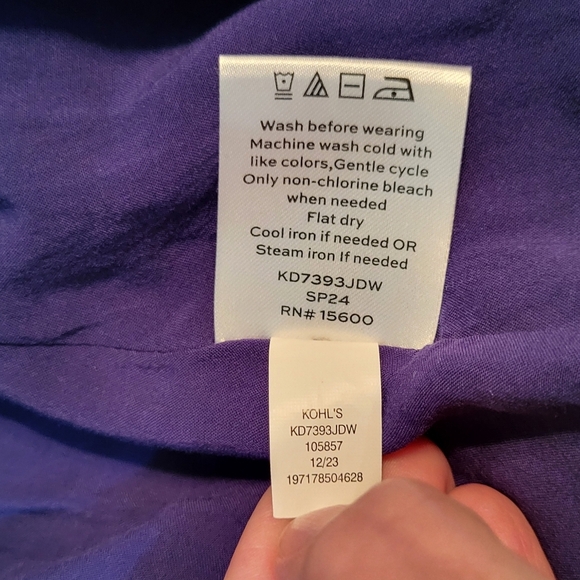 Wash before wearing
Machine wash cold with
like colors,Gentle cycle
Only non-chlorine bleach
when needed
Flat dry
Cool iron if needed OR
Steam iron If needed
KD7393JDW
SP24
RN# 15600
KOHL'S
KD7393JDW
105857
12/23
197178504628